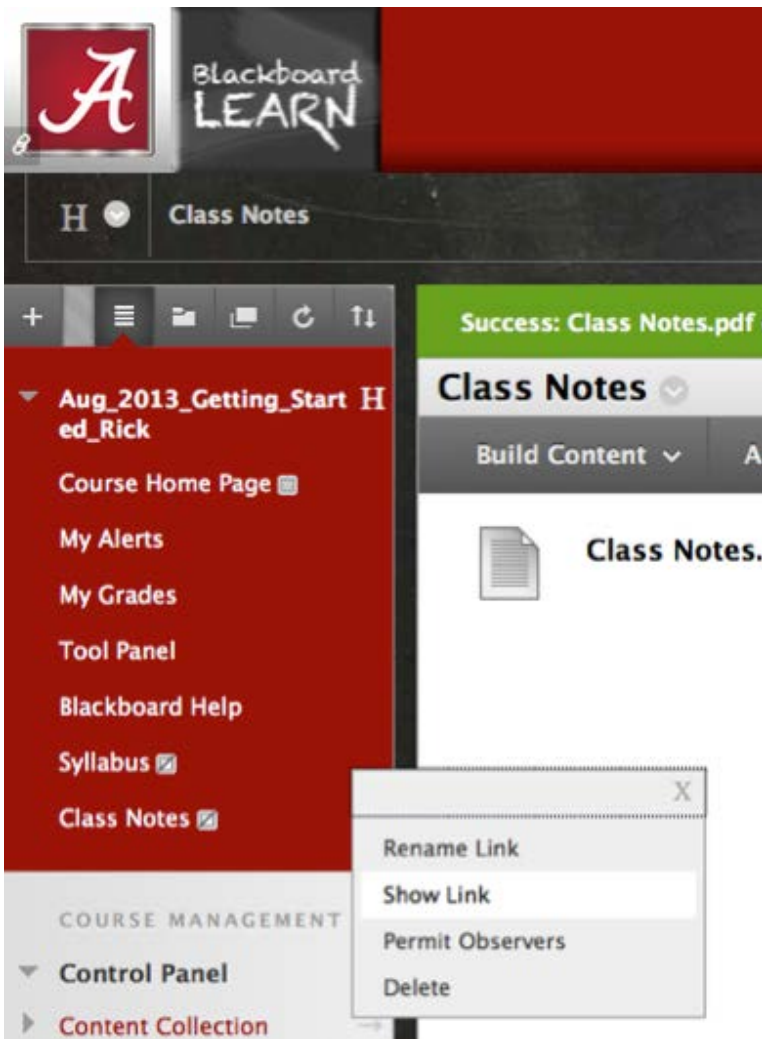 A
Blackboard
LEARN
H
Class Notes
Success: Class Notes.pdf
Aug_2013_Getting_Start
ed_Rick
H
Class Notes
Course Home Page
Build Content
A
My Alerts
Class Notes.
My Grades
Tool Panel
Blackboard Help
Syllabus
Class Notes
X
Rename Link
Show Link
Permit Observers
Delete
COURSE MANAGEMENT
Control Panel
Content Collection